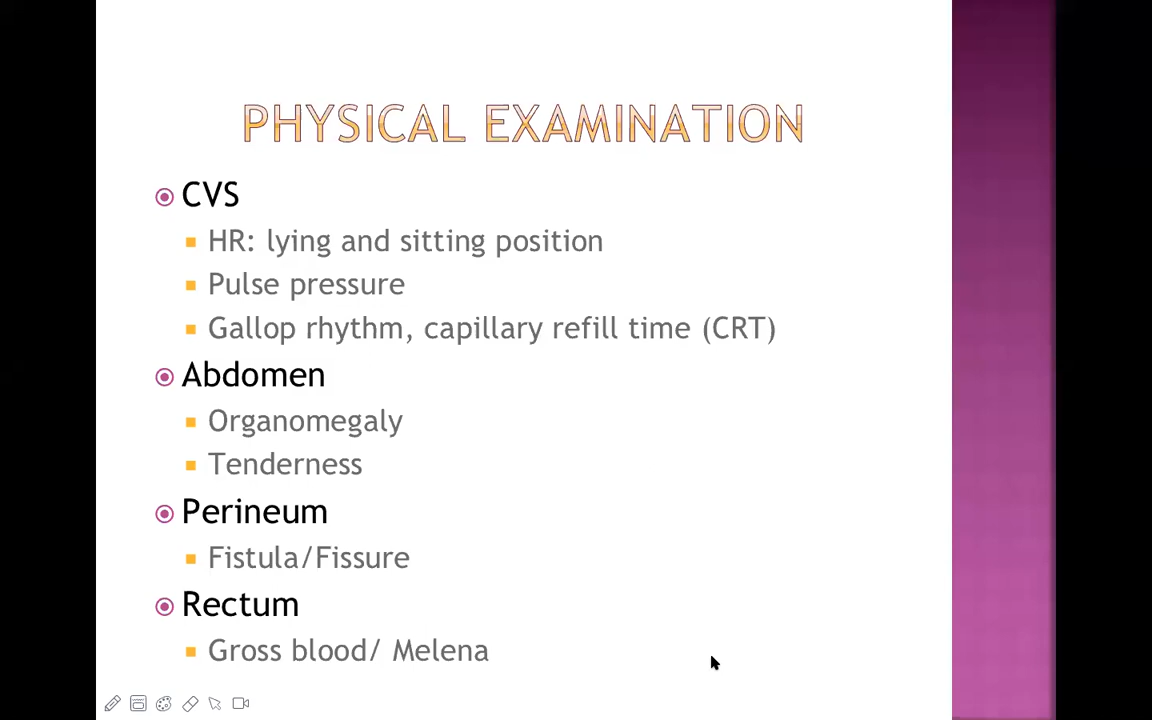 PHYSICAL EXAMINATION
CVS
HR: lying and sitting position
Pulse pressure
Gallop rhythm, capillary refill time (CRT)
Abdomen
Organomegaly
Tenderness
Perineum
Fistula/Fissure
Rectum
Gross blood/ Melena